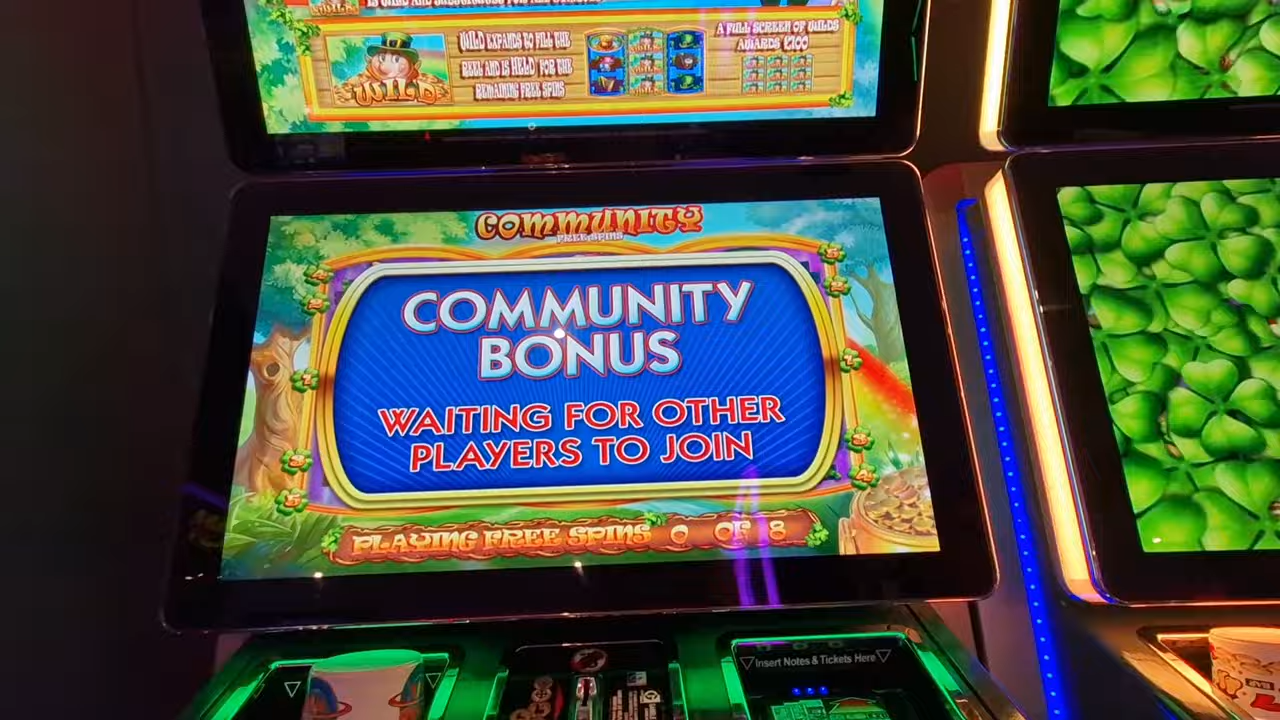 WILD EXPANDS TO FILL THE
REEL AND IS HELD FOR THE
REMAINING FREE SPINS
A FULL SCREEN OF WILDS
AWARDS £100
WILD
COMMUNITY
FREE SPINS
COMMUNITY
BONUS
WAITING FOR OTHER
PLAYERS TO JOIN
PLAYING FREE SPINS 0 OF 8
Insert Notes & Tickets Here